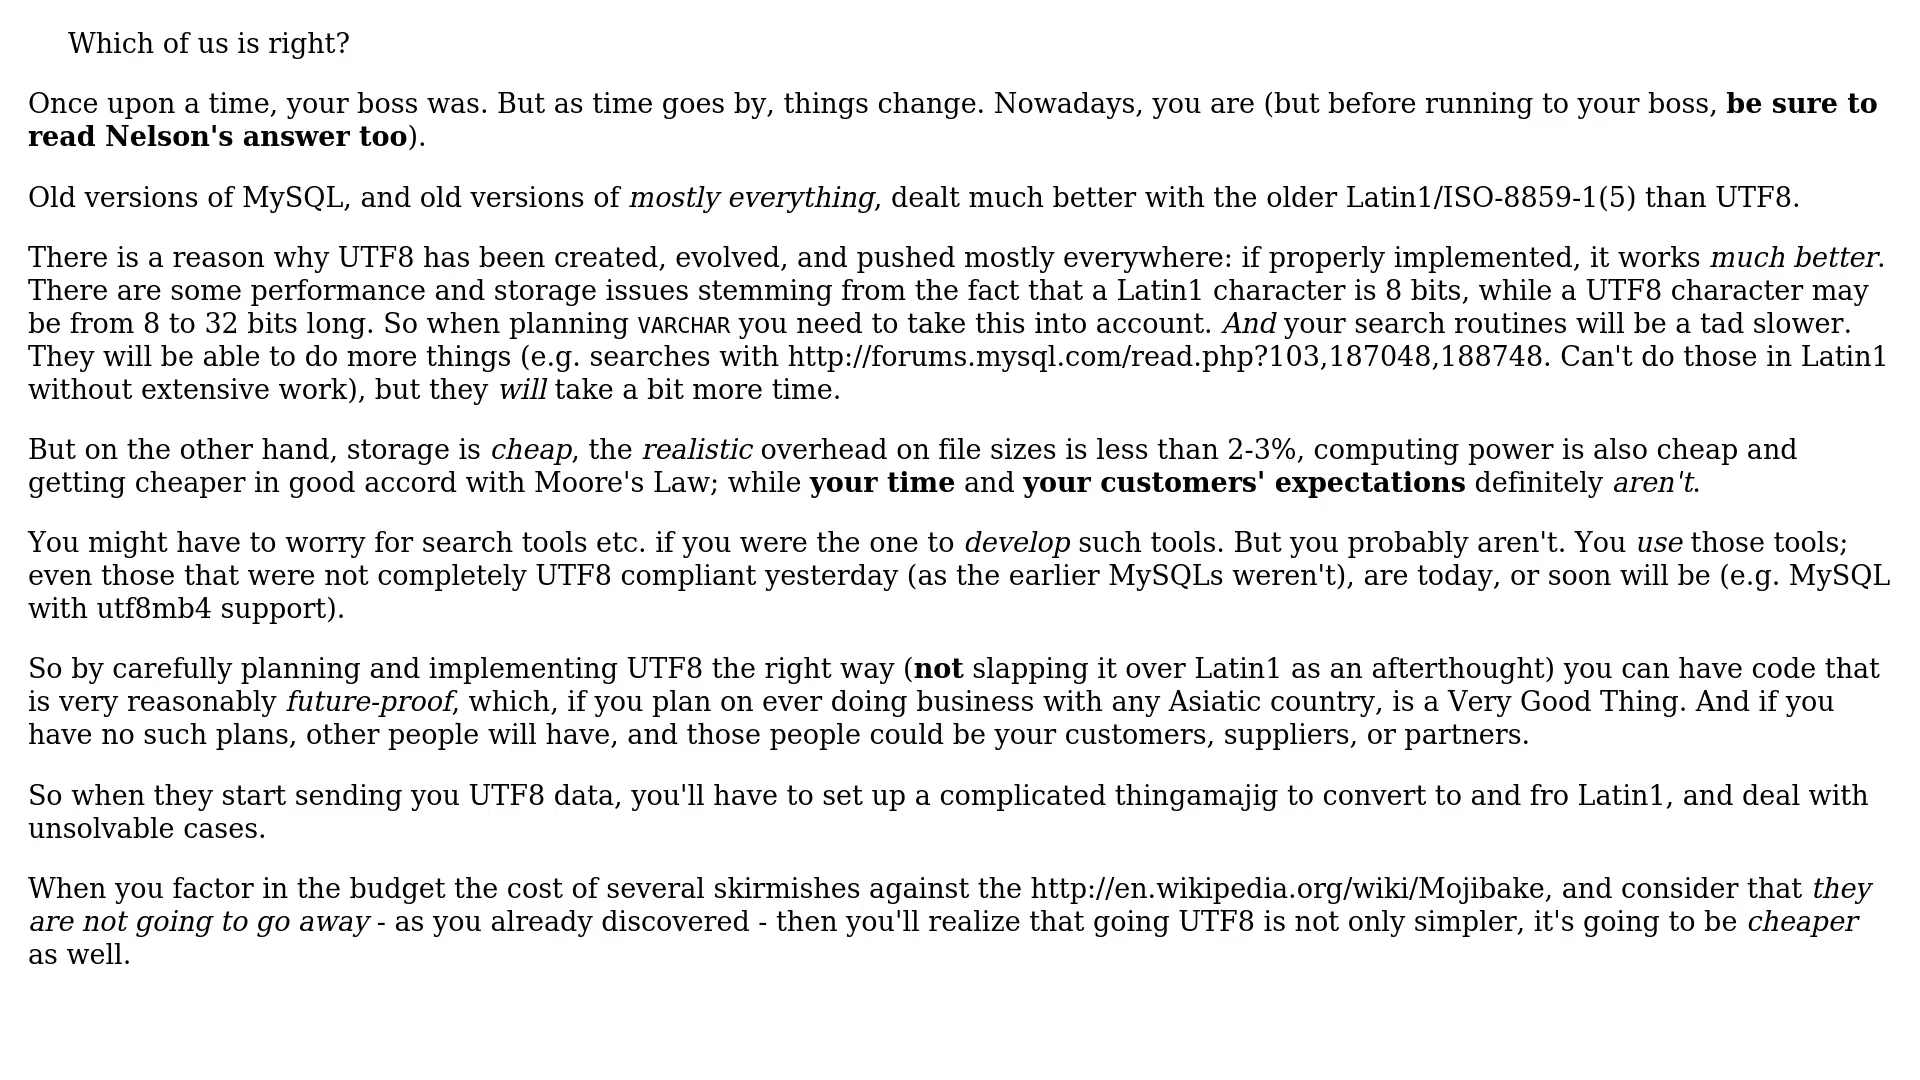 Which of us is right?
Once upon a time, your boss was. But as time goes by, things change. Nowadays, you are (but before running to your boss, be sure to
read Nelson's answer too).
Old versions of MySQL, and old versions of mostly everything, dealt much better with the older Latin1/ISO-8859-1(5) than UTF8.
There is a reason why UTF8 has been created, evolved, and pushed mostly everywhere: if properly implemented, it works much better.
There are some performance and storage issues stemming from the fact that a Latin1 character is 8 bits, while a UTF8 character may
be from 8 to 32 bits long. So when planning VARCHAR you need to take this into account. And your search routines will be a tad slower.
They will be able to do more things (e.g. searches with http://forums.mysql.com/read.php?103,187048,188748. Can't do those in Latin1
without extensive work), but they will take a bit more time.
But on the other hand, storage is cheap, the realistic overhead on file sizes is less than 2-3%, computing power is also cheap and
getting cheaper in good accord with Moore's Law; while your time and your customers' expectations definitely aren't.
You might have to worry for search tools etc. if you were the one to develop such tools. But you probably aren't. You use those tools;
even those that were not completely UTF8 compliant yesterday (as the earlier MySQLs weren't), are today, or soon will be (e.g. MySQL
with utf8mb4 support).
So by carefully planning and implementing UTF8 the right way (not slapping it over Latin1 as an afterthought) you can have code that
is very reasonably future-proof, which, if you plan on ever doing business with any Asiatic country, is a Very Good Thing. And if you
have no such plans, other people will have, and those people could be your customers, suppliers, or partners.
So when they start sending you UTF8 data, you'll have to set up a complicated thingamajig to convert to and fro Latin1, and deal with
unsolvable cases.
When you factor in the budget the cost of several skirmishes against the http://en.wikipedia.org/wiki/Mojibake, and consider that they
are not going to go away - as you already discovered - then you'll realize that going UTF8 is not only simpler, it's going to be cheaper
as well.